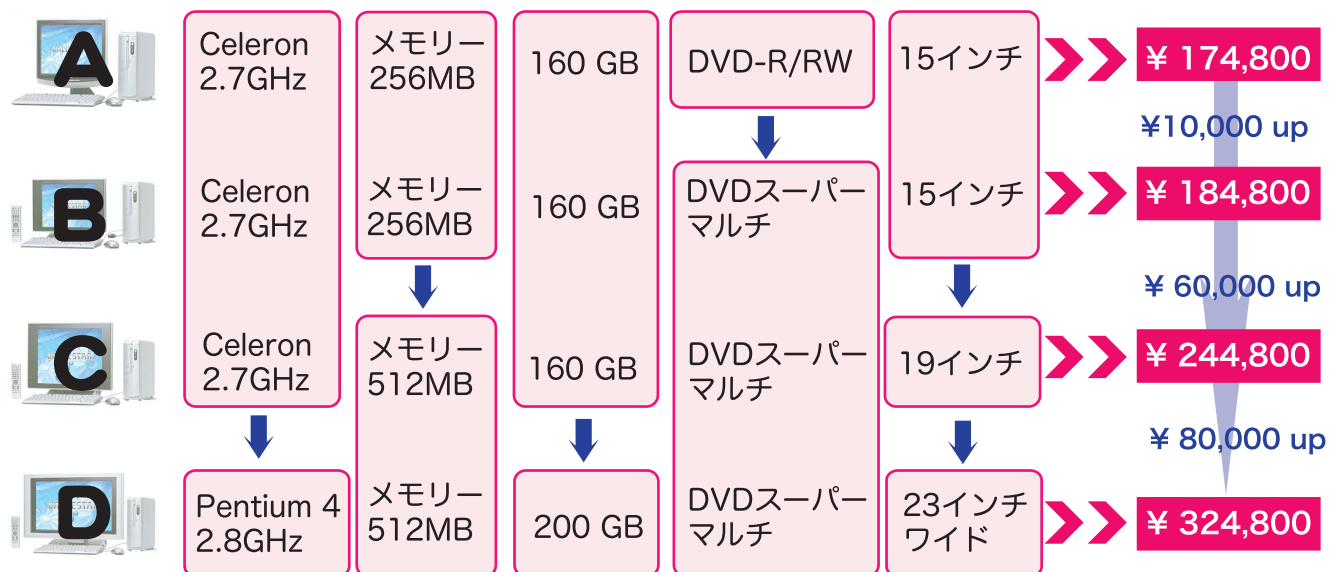 A
Celeron
2.7GHz
メモリー
256MB
160 GB
DVD-R/RW
15インチ
¥ 174,800
¥10,000 up
B
Celeron
2.7GHz
メモリー
256MB
160 GB
DVDスーパー
マルチ
15インチ
¥ 184,800
¥ 60,000 up
C
Celeron
2.7GHz
メモリー
512MB
160 GB
DVDスーパー
マルチ
19インチ
¥ 244,800
¥ 80,000 up
D
Pentium 4
2.8GHz
メモリー
512MB
200 GB
DVDスーパー
マルチ
23インチ
ワイド
¥ 324,800